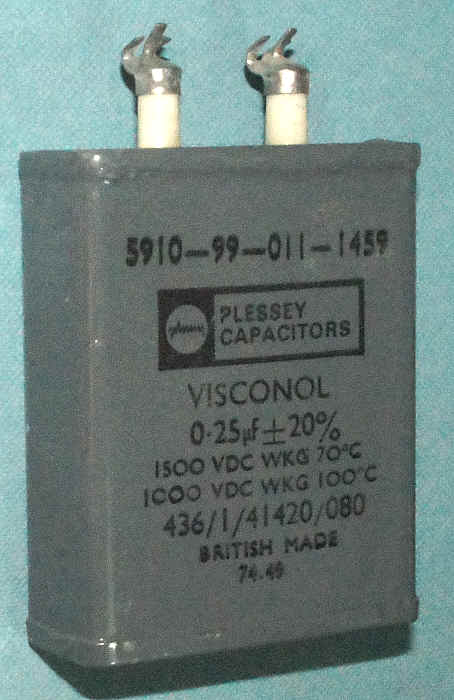 5910-99-011-1459
PLESSEY
CAPACITORS
VISCONOL
0·25µF±20%
1500 VDC WKG 70°C
1000 VDC WKG 100°C
436/1/41420/080
BRITISH MADE
74.49